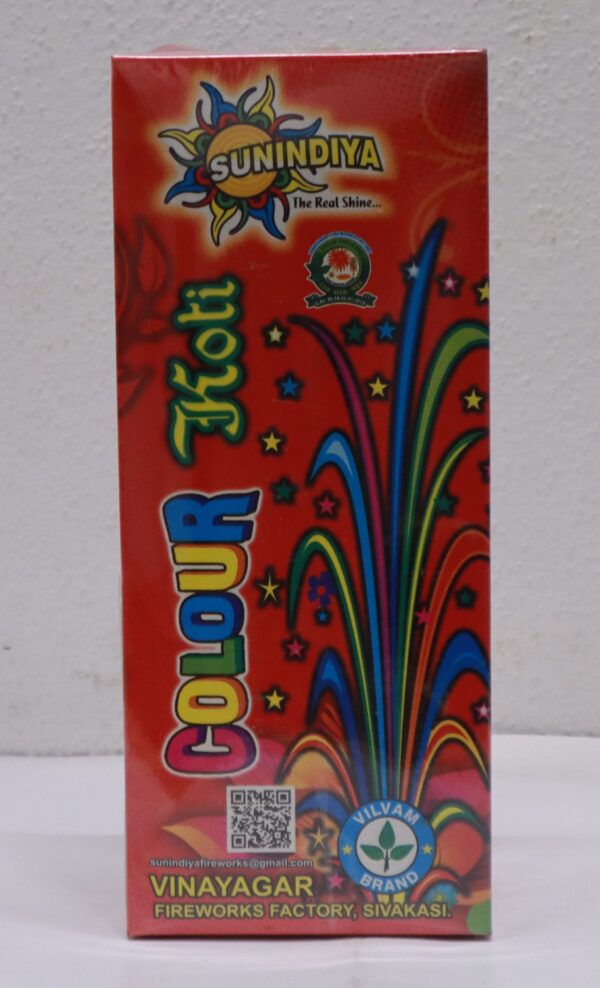 SUNINDIYA
The Real Shine...
COLOUR Koti
sunindiyafireworks@gmail.com
VILVAM
BRAND
VINAYAGAR
FIREWORKS FACTORY, SIVAKASI.